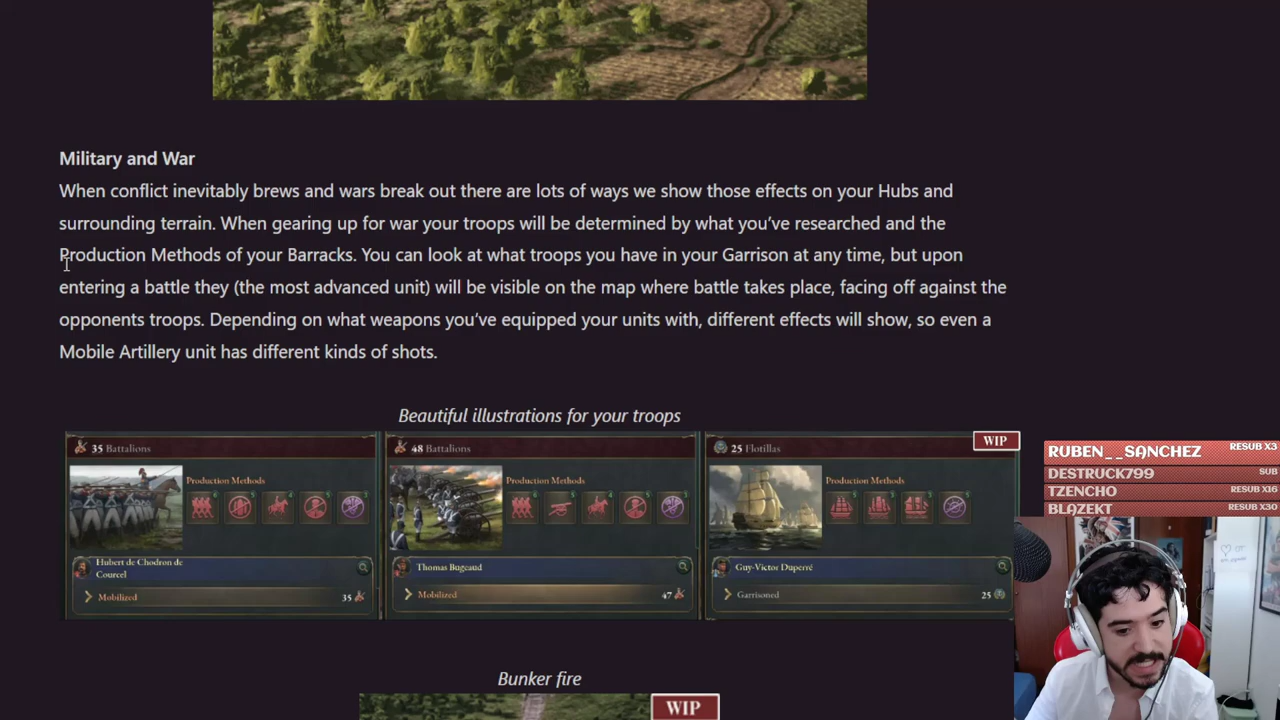 Military and War
When conflict inevitably brews and wars break out there are lots of ways we show those effects on your Hubs and
surrounding terrain. When gearing up for war your troops will be determined by what you've researched and the
Production Methods of your Barracks. You can look at what troops you have in your Garrison at any time, but upon
entering a battle they (the most advanced unit) will be visible on the map where battle takes place, facing off against the
opponents troops. Depending on what weapons you've equipped your units with, different effects will show, so even a
Mobile Artillery unit has different kinds of shots.
Beautiful illustrations for your troops
WIP
35 Battalions
Production Methods
Hubert de Chodron de
Courcel
Mobilized
35
48 Battalions
Production Methods
Thomas Bugeaud
Mobilized
47
25 Flotillas
Production Methods
Guy-Victor Duperré
Garrisoned
25
RUBEN__SANCHEZ RESUB X3
DESTRUCK799 SUB
TZENCHO RESUB X16
BLAZEKT RESUB X30
Bunker fire
WIP